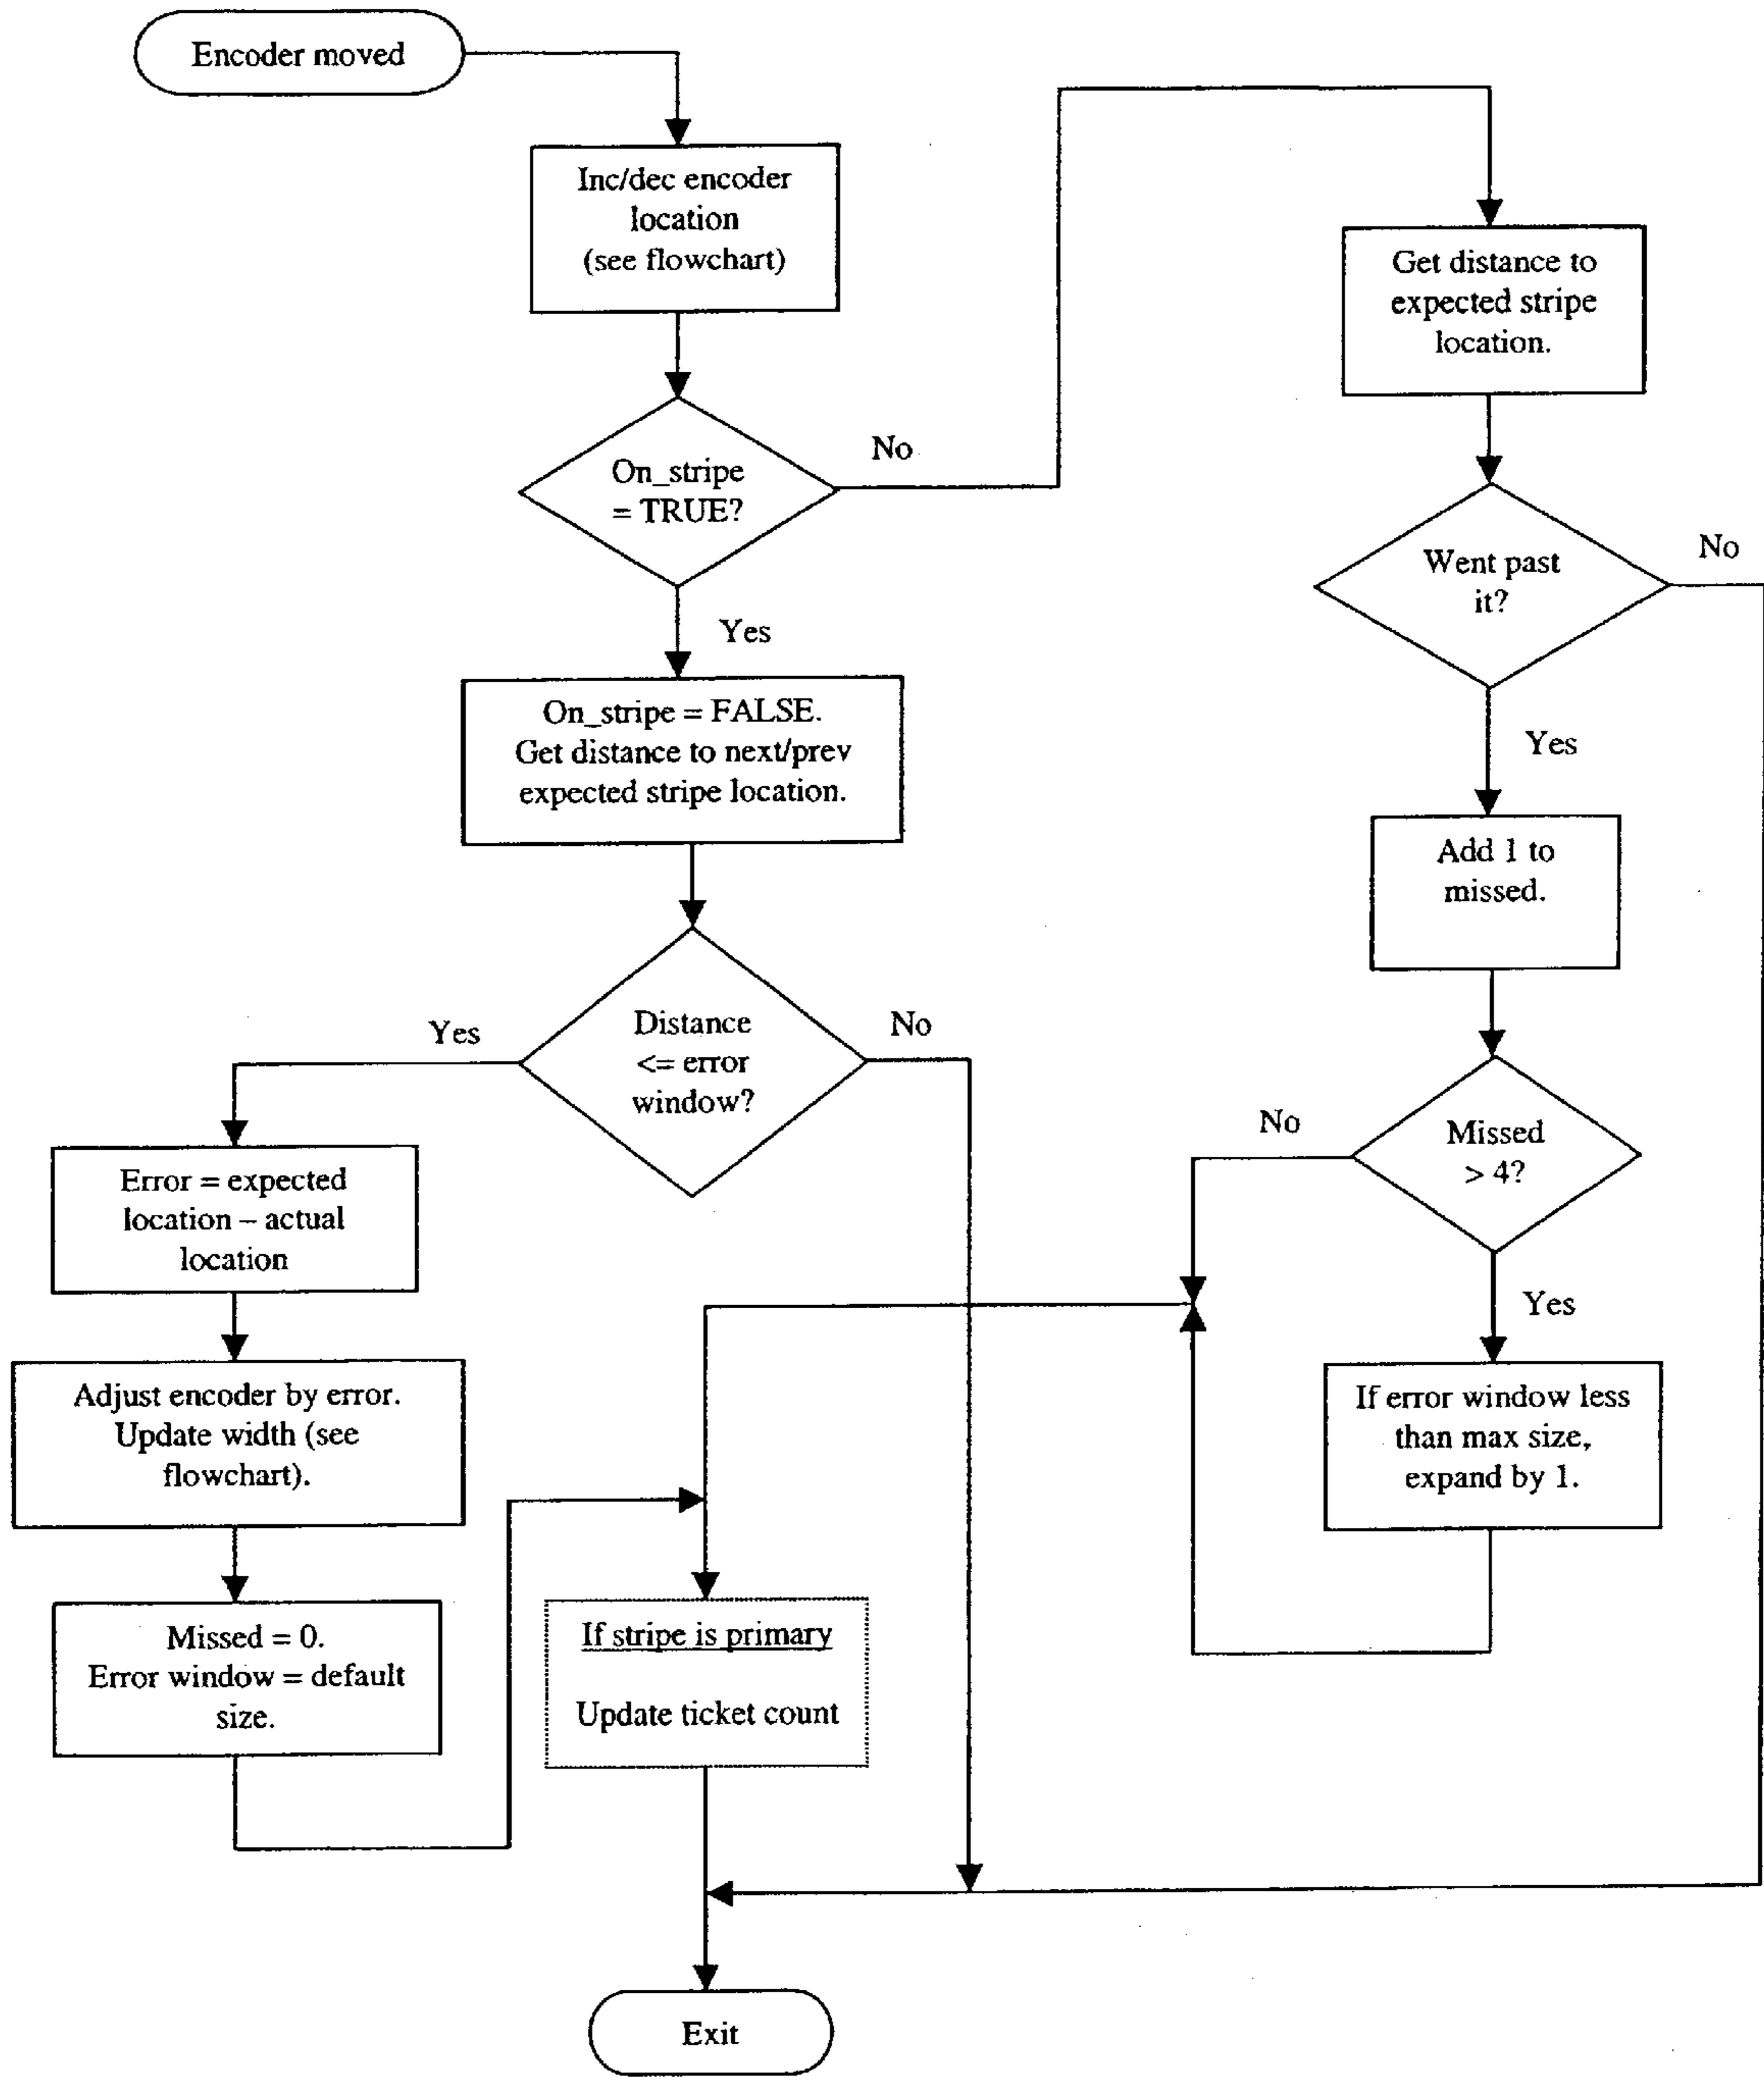 Encoder moved
Inc/dec encoder
location
(see flowchart)
On_stripe
= TRUE?
No
Yes
Get distance to
expected stripe
location.
Went past
it?
No
Yes
On_stripe = FALSE.
Get distance to next/prev
expected stripe location.
Add 1 to
missed.
Distance
<= error
window?
Yes
No
Missed
> 4?
No
Yes
Error = expected
location – actual
location
If error window less
than max size,
expand by 1.
Adjust encoder by error.
Update width (see
flowchart).
Missed = 0.
Error window = default
size.
If stripe is primary
Update ticket count
Exit